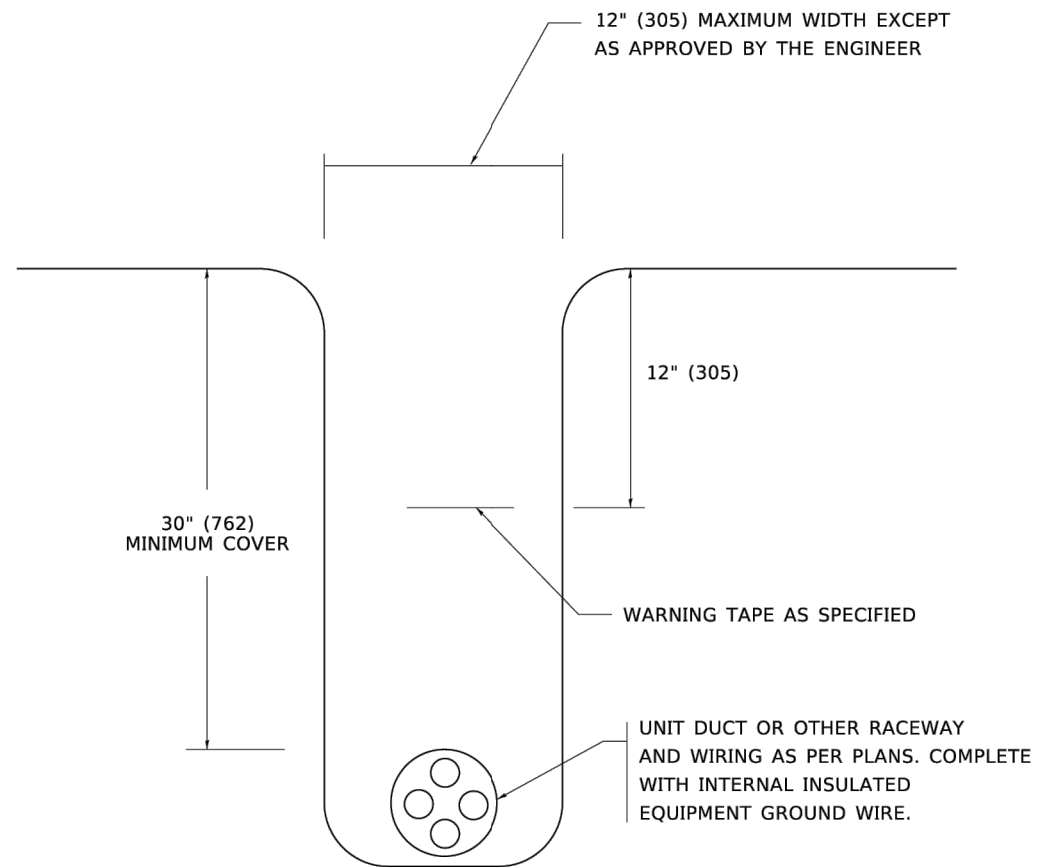 12" (305) MAXIMUM WIDTH EXCEPT
AS APPROVED BY THE ENGINEER
12" (305)
30" (762)
MINIMUM COVER
WARNING TAPE AS SPECIFIED
UNIT DUCT OR OTHER RACEWAY
AND WIRING AS PER PLANS. COMPLETE
WITH INTERNAL INSULATED
EQUIPMENT GROUND WIRE.